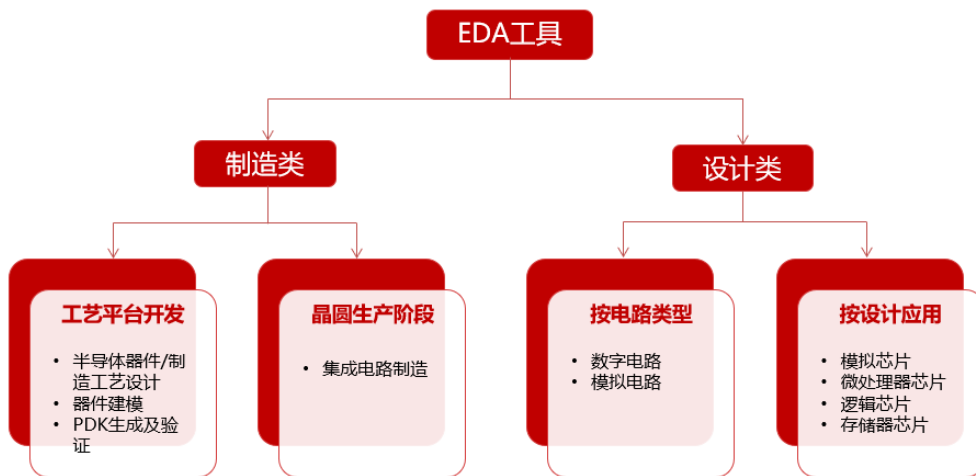 EDA工具
制造类
设计类
工艺平台开发
• 半导体器件/制
造工艺设计
• 器件建模
• PDK生成及验
证
晶圆生产阶段
• 集成电路制造
按电路类型
• 数字电路
• 模拟电路
按设计应用
• 模拟芯片
• 微处理器芯片
• 逻辑芯片
• 存储器芯片